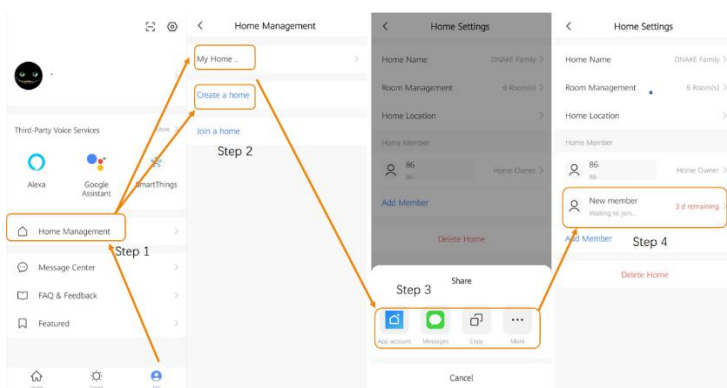 Third-Party Voice Services
More
Alexa
Google Assistant
SmartThings
Home Management
Step 1
Message Center
FAQ & Feedback
Featured
Home Management
My Home ..
Create a home
Join a home
Step 2
Home Settings
Home Name
DNAKE Family
Room Management
6 Room(s)
Home Location
Home Member
86
86-
Home Owner
Add Member
Delete Home
Step 3
Share
App account
Messages
Copy
More
Cancel
Home Settings
Home Name
DNAKE Family
Room Management
6 Room(s)
Home Location
Home Member
86
86-
Home Owner
New member
Waiting to join...
3 d remaining
Add Member
Step 4
Delete Home